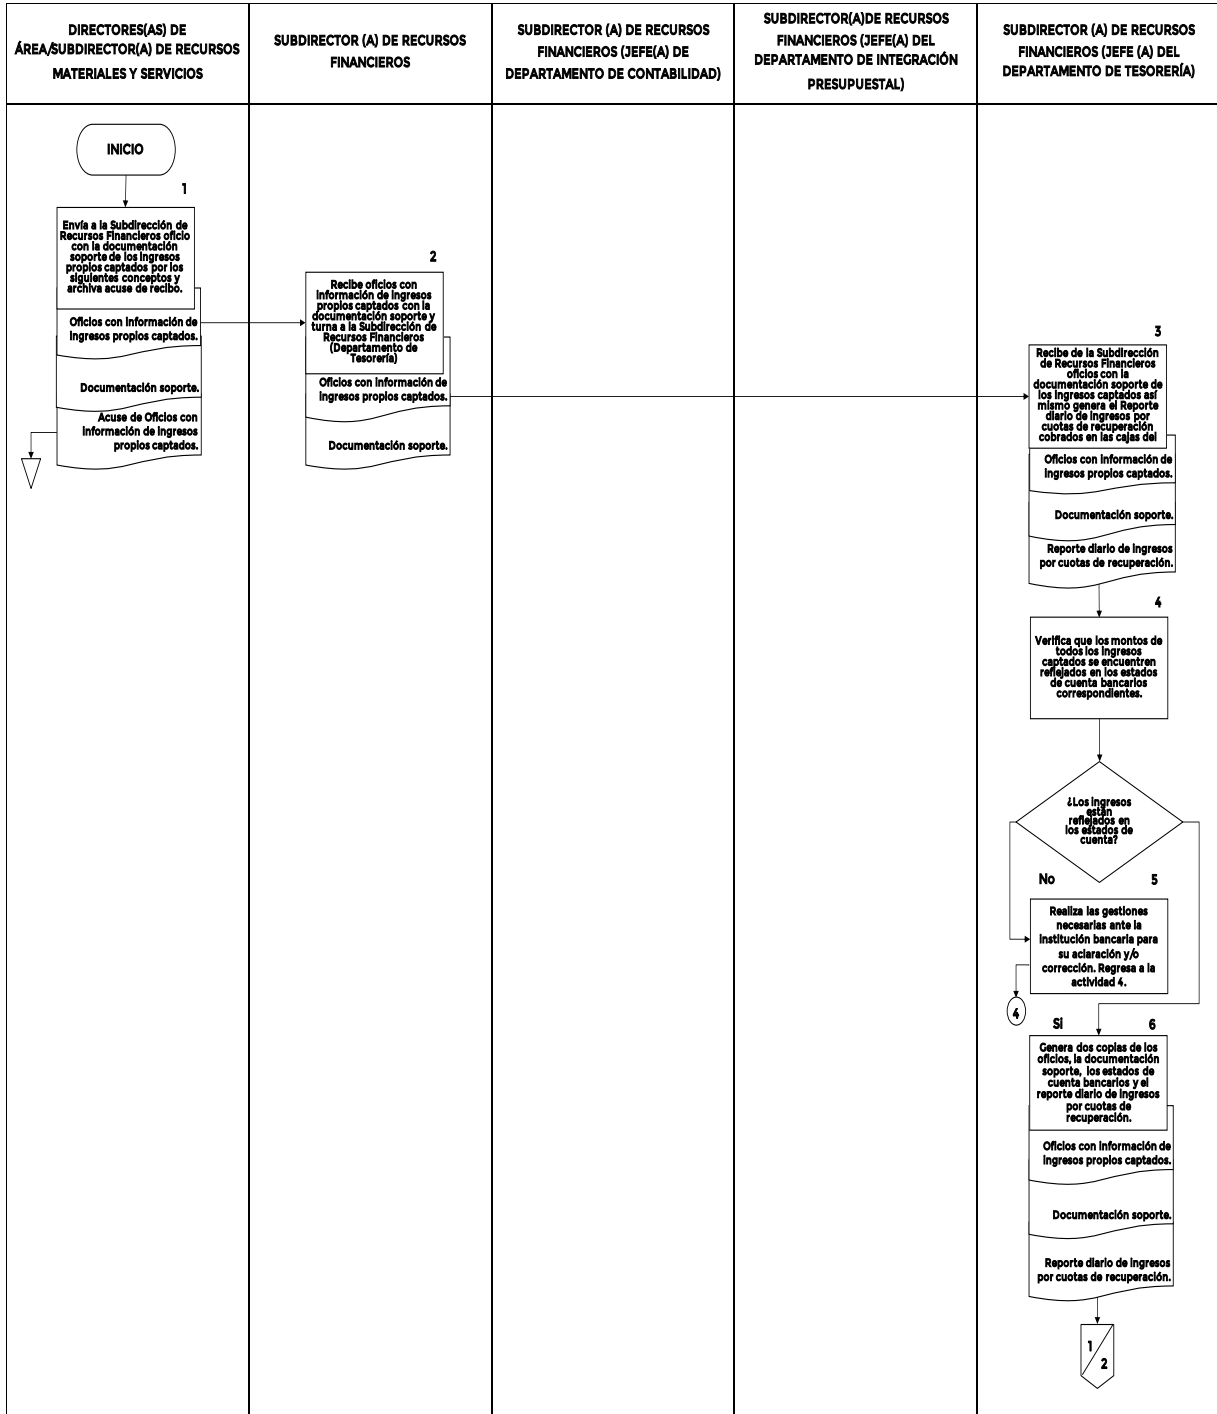 DIRECTORES(AS) DE
ÁREA/SUBDIRECTOR(A) DE RECURSOS
MATERIALES Y SERVICIOS
SUBDIRECTOR (A) DE RECURSOS
FINANCIEROS
SUBDIRECTOR (A) DE RECURSOS
FINANCIEROS (JEFE(A) DE
DEPARTAMENTO DE CONTABILIDAD)
SUBDIRECTOR(A)DE RECURSOS
FINANCIEROS (JEFE(A) DEL
DEPARTAMENTO DE INTEGRACIÓN
PRESUPUESTAL)
SUBDIRECTOR (A) DE RECURSOS
FINANCIEROS (JEFE (A) DEL
DEPARTAMENTO DE TESORERÍA)
INICIO
1
Envía a la Subdirección de
Recursos Financieros oficio
con la documentación
soporte de los ingresos
propios captados por los
siguientes conceptos y
archiva acuse de recibo.
Oficios con información de
ingresos propios captados.
Documentación soporte.
Acuse de Oficios con
información de ingresos
propios captados.
2
Recibe oficios con
información de ingresos
propios captados con la
documentación soporte y
turna a la Subdirección de
Recursos Financieros
(Departamento de
Tesorería)
Oficios con información de
ingresos propios captados.
Documentación soporte.
3
Recibe de la Subdirección
de Recursos Financieros
oficios con la
documentación soporte de
los ingresos captados así
mismo genera el Reporte
diario de ingresos por
cuotas de recuperación
cobrados en las cajas del
Oficios con información de
ingresos propios captados.
Documentación soporte.
Reporte diario de ingresos
por cuotas de recuperación.
4
Verifica que los montos de
todos los ingresos
captados se encuentren
reflejados en los estados
de cuenta bancarios
correspondientes.
¿Los ingresos
están
reflejados en
los estados de
cuenta?
No
5
Realiza las gestiones
necesarias ante la
institución bancaria para
su aclaración y/o
corrección. Regresa a la
actividad 4.
4
Si
6
Genera dos copias de los
oficios, la documentación
soporte, los estados de
cuenta bancarios y el
reporte diario de ingresos
por cuotas de
recuperación.
Oficios con información de
ingresos propios captados.
Documentación soporte.
Reporte diario de ingresos
por cuotas de recuperación.
1
2